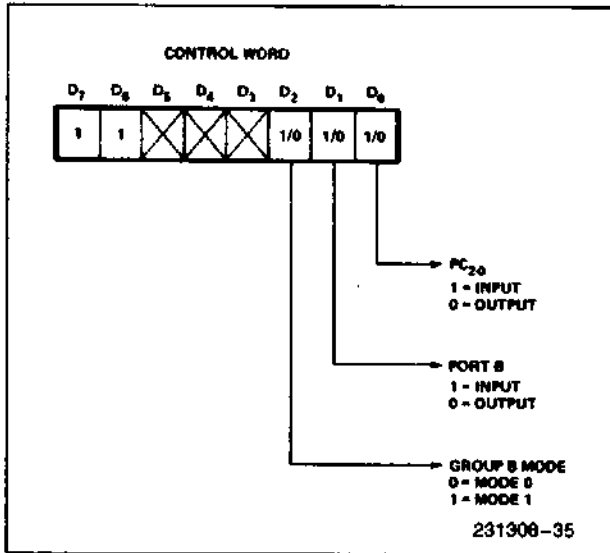 CONTROL WORD
D7 D6 D5 D4 D3 D2 D1 D0
1 1 1/0 1/0 1/0
PC2-0
1 = INPUT
0 = OUTPUT
PORT B
1 = INPUT
0 = OUTPUT
GROUP B MODE
0 = MODE 0
1 = MODE 1
231308-35